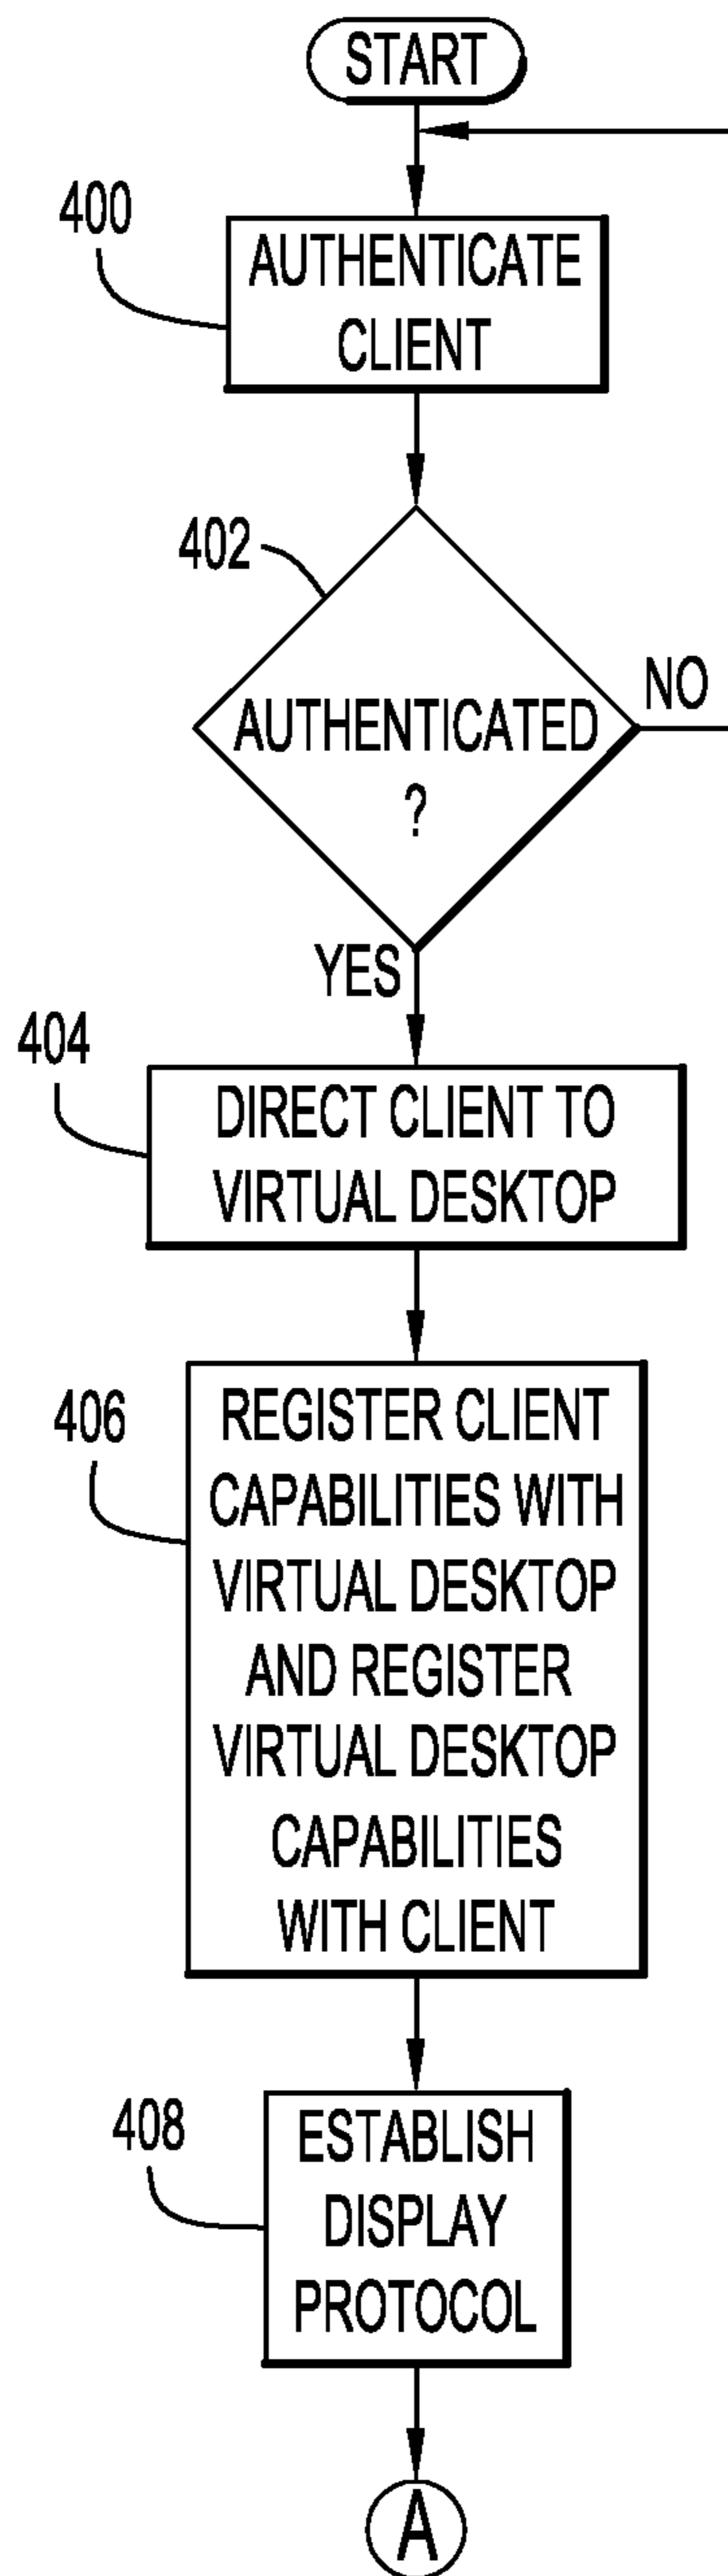 START
400
AUTHENTICATE
CLIENT
402
AUTHENTICATED
?
NO
YES
404
DIRECT CLIENT TO
VIRTUAL DESKTOP
406
REGISTER CLIENT
CAPABILITIES WITH
VIRTUAL DESKTOP
AND REGISTER
VIRTUAL DESKTOP
CAPABILITIES
WITH CLIENT
408
ESTABLISH
DISPLAY
PROTOCOL
A